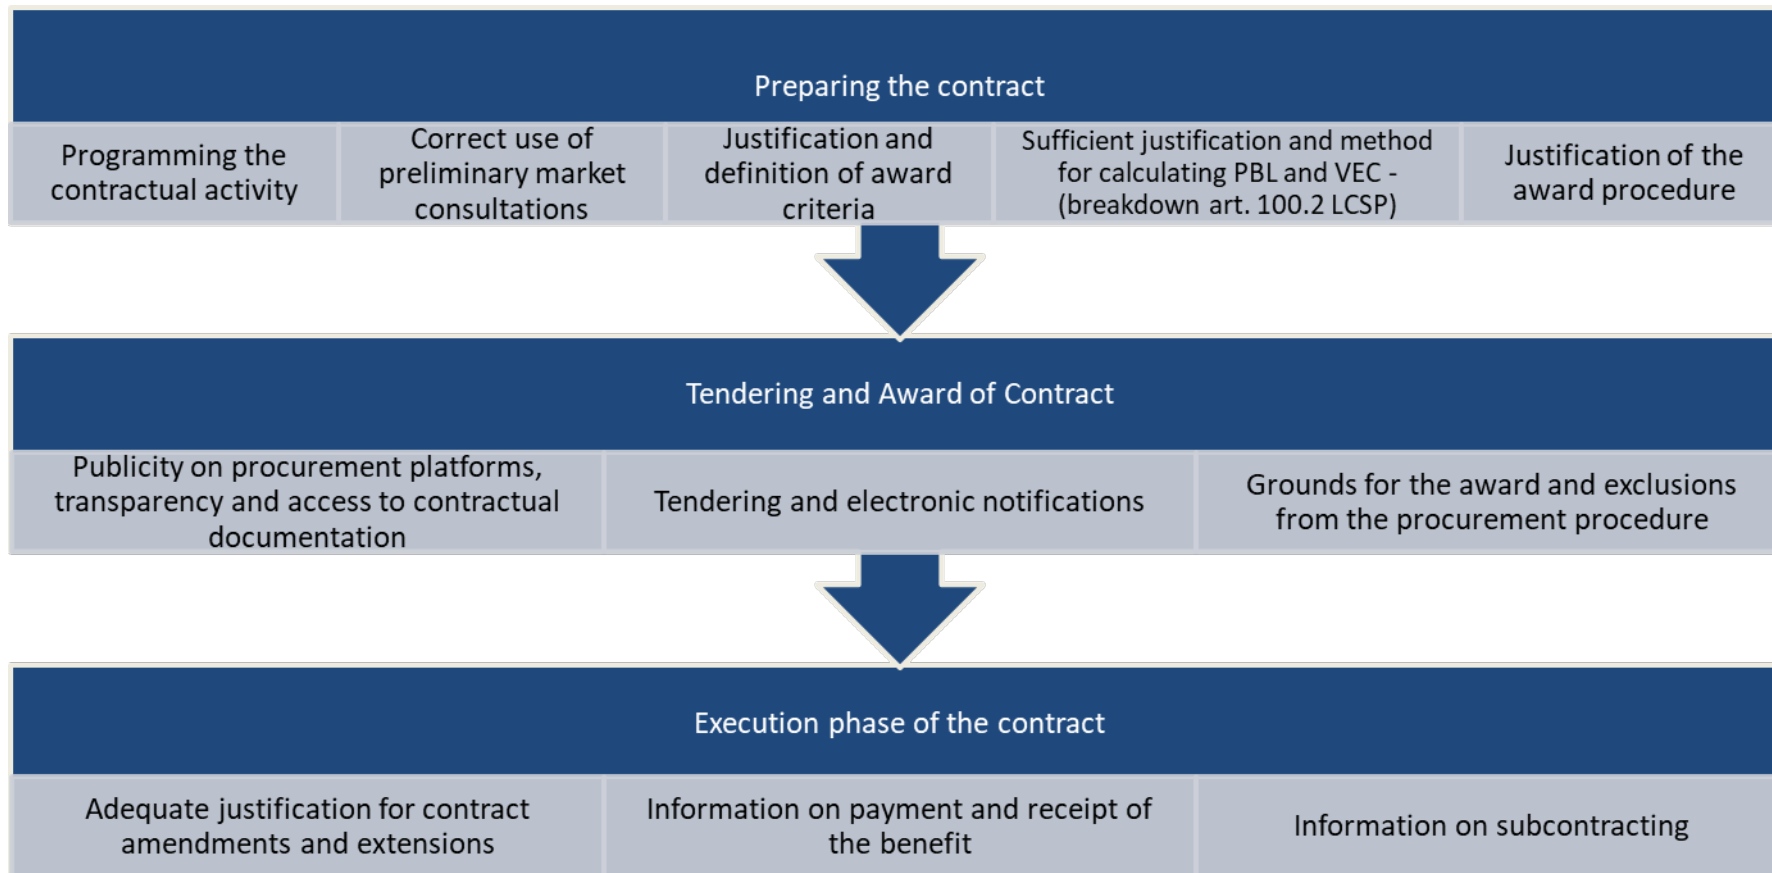 Preparing the contract
Programming the
contractual activity
Correct use of
preliminary market
consultations
Justification and
definition of award
criteria
Sufficient justification and method
for calculating PBL and VEC -
(breakdown art. 100.2 LCSP)
Justification of the
award procedure
Tendering and Award of Contract
Publicity on procurement platforms,
transparency and access to contractual
documentation
Tendering and electronic notifications
Grounds for the award and exclusions
from the procurement procedure
Execution phase of the contract
Adequate justification for contract
amendments and extensions
Information on payment and receipt of
the benefit
Information on subcontracting